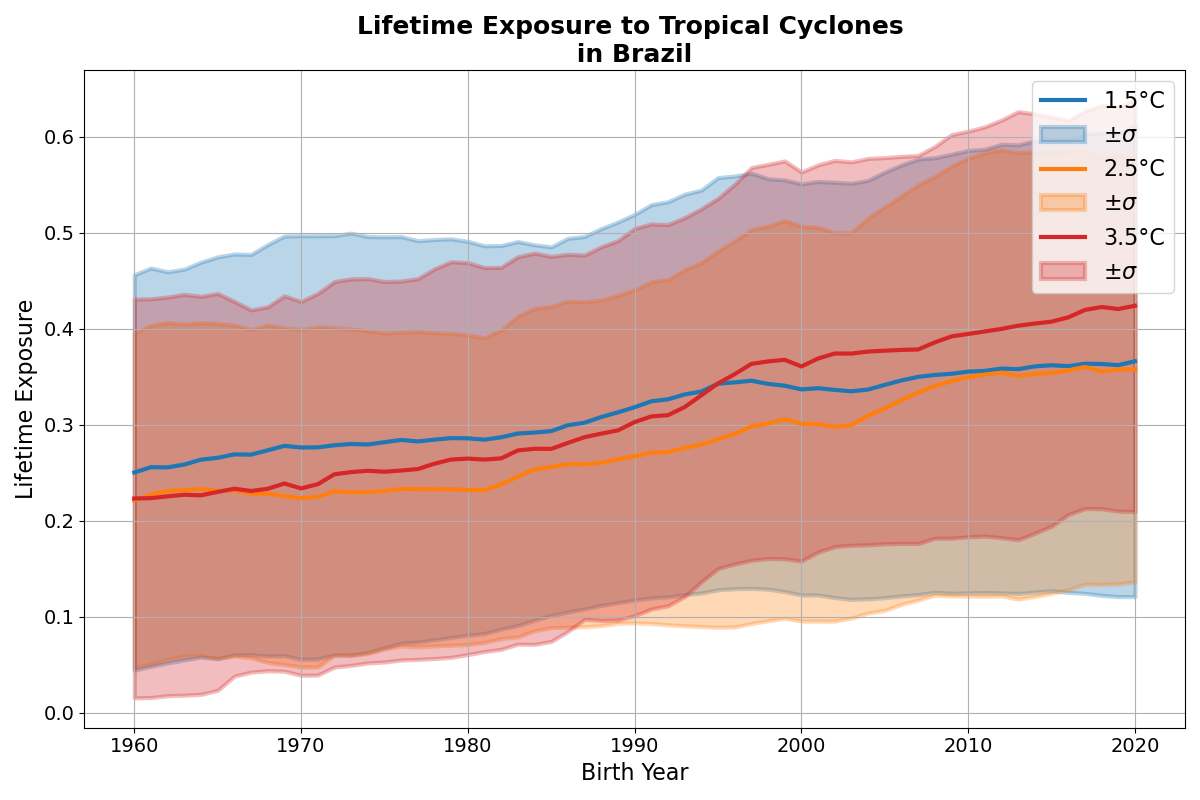 Lifetime Exposure to Tropical Cyclones
in Brazil
1.5°C
±σ
2.5°C
±σ
3.5°C
±σ
Lifetime Exposure
0.6
0.5
0.4
0.3
0.2
0.1
0.0
1960
1970
1980
1990
2000
2010
2020
Birth Year